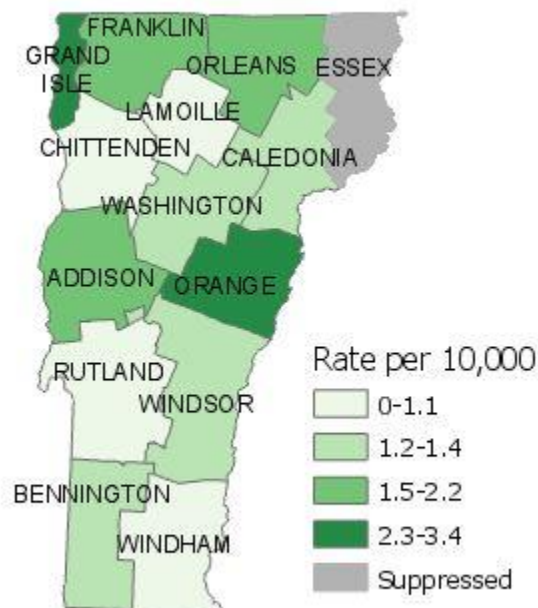 FRANKLIN
GRAND
ISLE
ORLEANS
ESSEX
LAMOILLE
CHITTENDEN
CALEDONIA
WASHINGTON
ADDISON
ORANGE
RUTLAND
WINDSOR
BENNINGTON
WINDHAM
Rate per 10,000
0-1.1
1.2-1.4
1.5-2.2
2.3-3.4
Suppressed